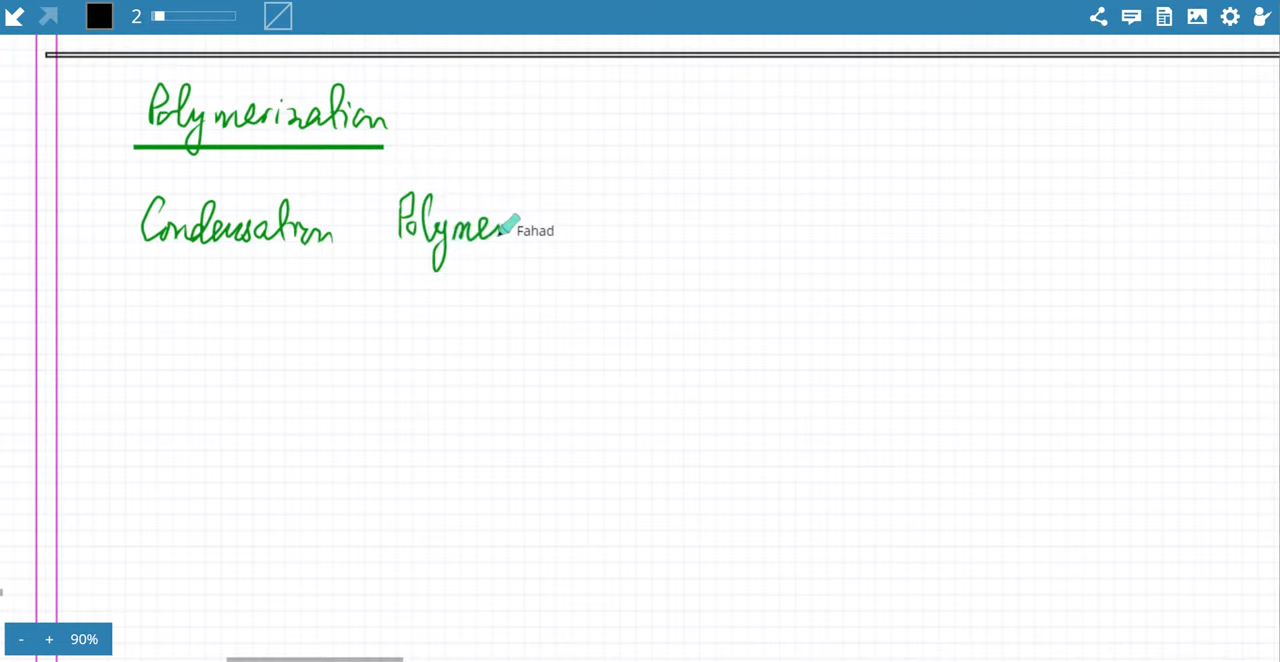 2
Polymerization
Condensation Polymer
Fahad
- + 90%